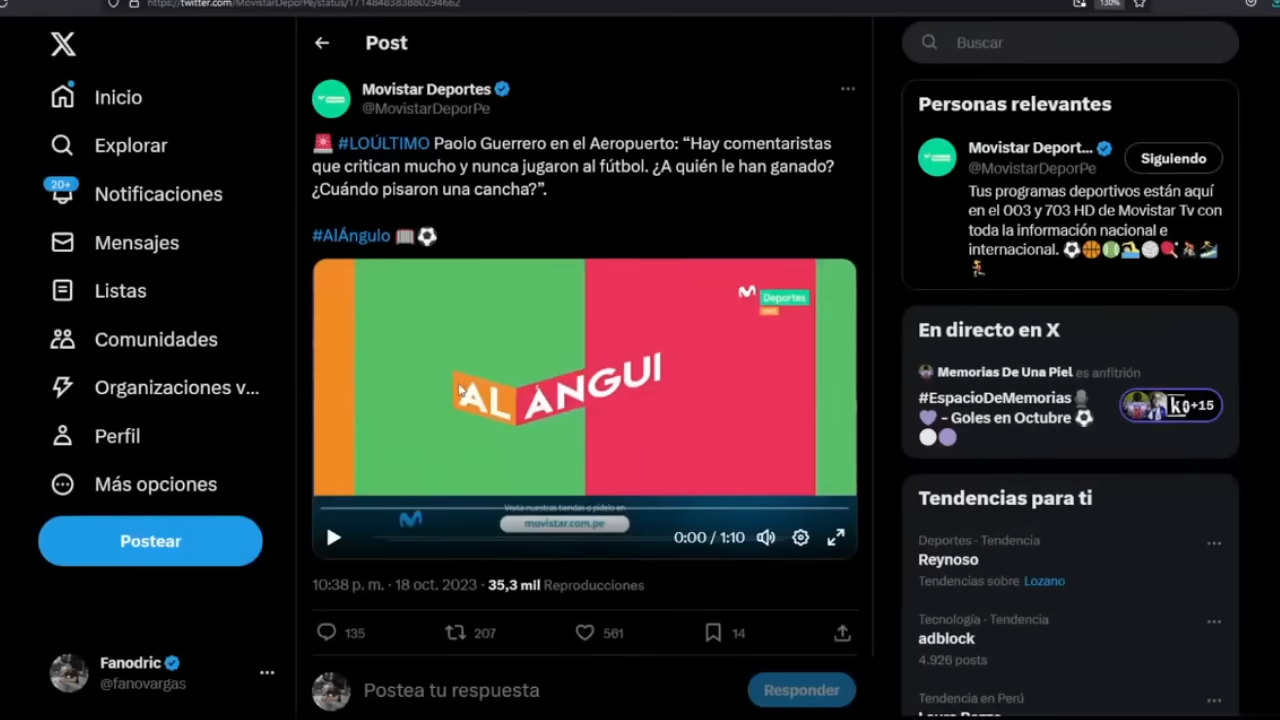 https://twitter.com/MovistarDeporPe/status/1714848383880294662
130%
Post
Buscar
Inicio
Explorar
20+
Notificaciones
Mensajes
Listas
Comunidades
Organizaciones v...
Perfil
Más opciones
Postear
Fanodric
@fanovargas
Movistar Deportes
@MovistarDeporPe
#LOÚLTIMO Paolo Guerrero en el Aeropuerto: “Hay comentaristas
que critican mucho y nunca jugaron al fútbol. ¿A quién le han ganado?
¿Cuándo pisaron una cancha?”.
#AlÁngulo
Deportes
AL ÁNGUl
Visita nuestras tiendas o pídelo en
movistar.com.pe
0:00 / 1:10
10:38 p. m. · 18 oct. 2023 · 35,3 mil Reproducciones
135
207
561
14
Postea tu respuesta
Responder
Personas relevantes
Movistar Deport...
@MovistarDeporPe
Siguiendo
Tus programas deportivos están aquí
en el 003 y 703 HD de Movistar Tv con
toda la información nacional e
internacional.
En directo en X
Memorias De Una Piel es anfitrión
#EspacioDeMemorias
- Goles en Octubre
+15
Tendencias para ti
Deportes · Tendencia
Reynoso
Tendencias sobre Lozano
Tecnología · Tendencia
adblock
4.926 posts
Tendencia en Perú